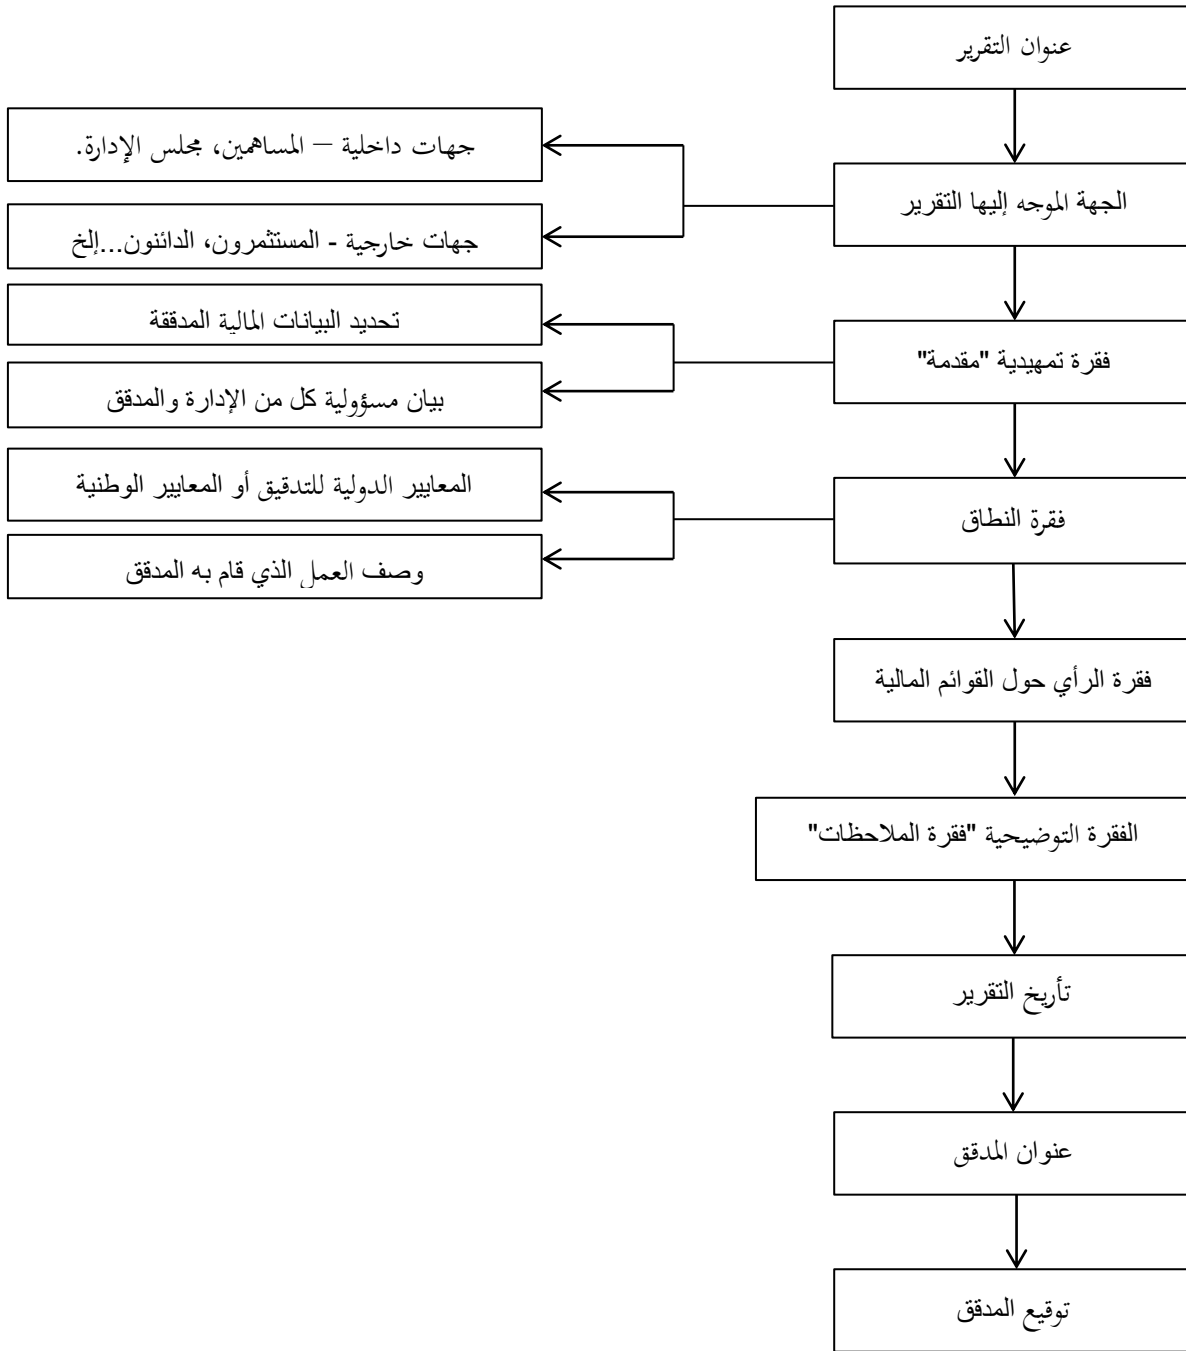 عنوان التقرير
الجهة الموجه إليها التقرير
جهات داخلية – المساهمين، مجلس الإدارة.
جهات خارجية - المستثمرون، الدائنون...إلخ
فقرة تمهيدية "مقدمة"
تحديد البيانات المالية المدققة
بيان مسؤولية كل من الإدارة والمدقق
فقرة النطاق
المعايير الدولية للتدقيق أو المعايير الوطنية
وصف العمل الذي قام به المدقق
فقرة الرأي حول القوائم المالية
الفقرة التوضيحية "فقرة الملاحظات"
تأريخ التقرير
عنوان المدقق
توقيع المدقق